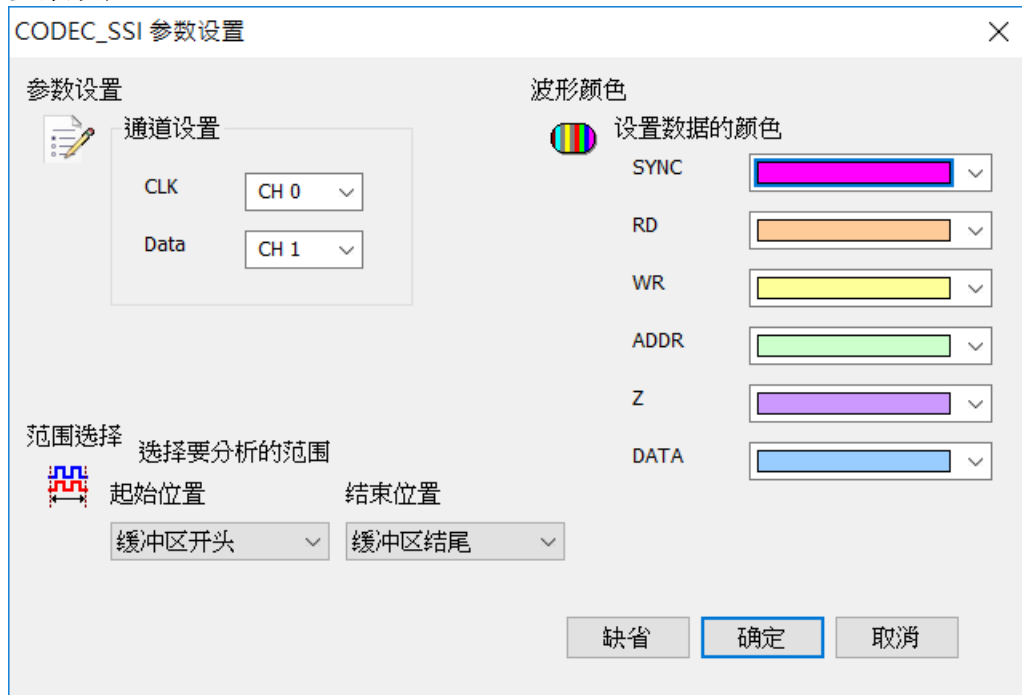 CODEC_SSI 参数设置
参数设置
通道设置
CLK
CH 0
Data
CH 1
波形颜色
设置数据的颜色
SYNC
RD
WR
ADDR
Z
DATA
范围选择
选择要分析的范围
起始位置
结束位置
缓冲区开头
缓冲区结尾
缺省
确定
取消